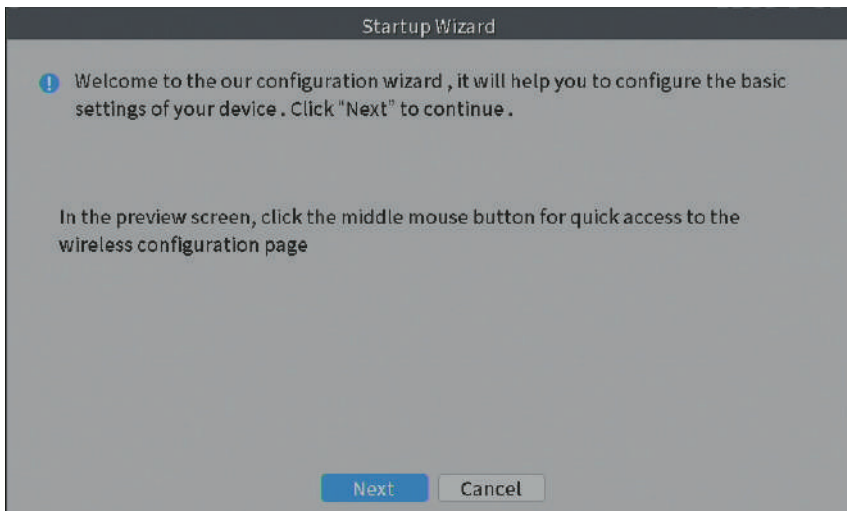 Startup Wizard
Welcome to the our configuration wizard , it will help you to configure the basic
settings of your device . Click “Next” to continue .
In the preview screen, click the middle mouse button for quick access to the
wireless configuration page
Next
Cancel